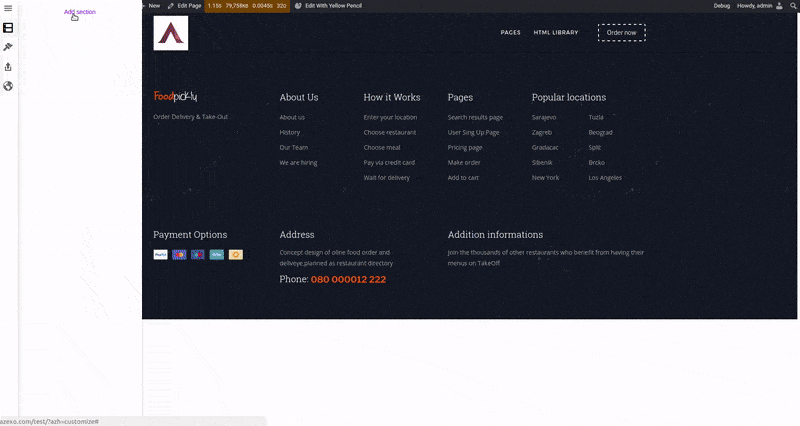 Add section
New Edit Page 1.15s 79,758KB 0.0045s 32Q Edit With Yellow Pencil Debug Howdy, admin
PAGES HTML LIBRARY Order now
Foodpickly
Order Delivery & Take-Out
About Us
About us
History
Our Team
We are hiring
How it Works
Enter your location
Choose restaurant
Choose meal
Pay via credit card
Wait for delivery
Pages
Search results page
User Sing Up Page
Pricing page
Make order
Add to cart
Popular locations
Sarajevo
Zagreb
Gradacac
Sibenik
New York
Tuzla
Beograd
Split
Brcko
Los Angeles
Payment Options
Address
Concept design of oline food order and
deliveye,planned as restaurant directory
Phone: 080 000012 222
Addition informations
Join the thousands of other restaurants who benefit from having their
menus on TakeOff
azexo.com/test/?azh=customize#